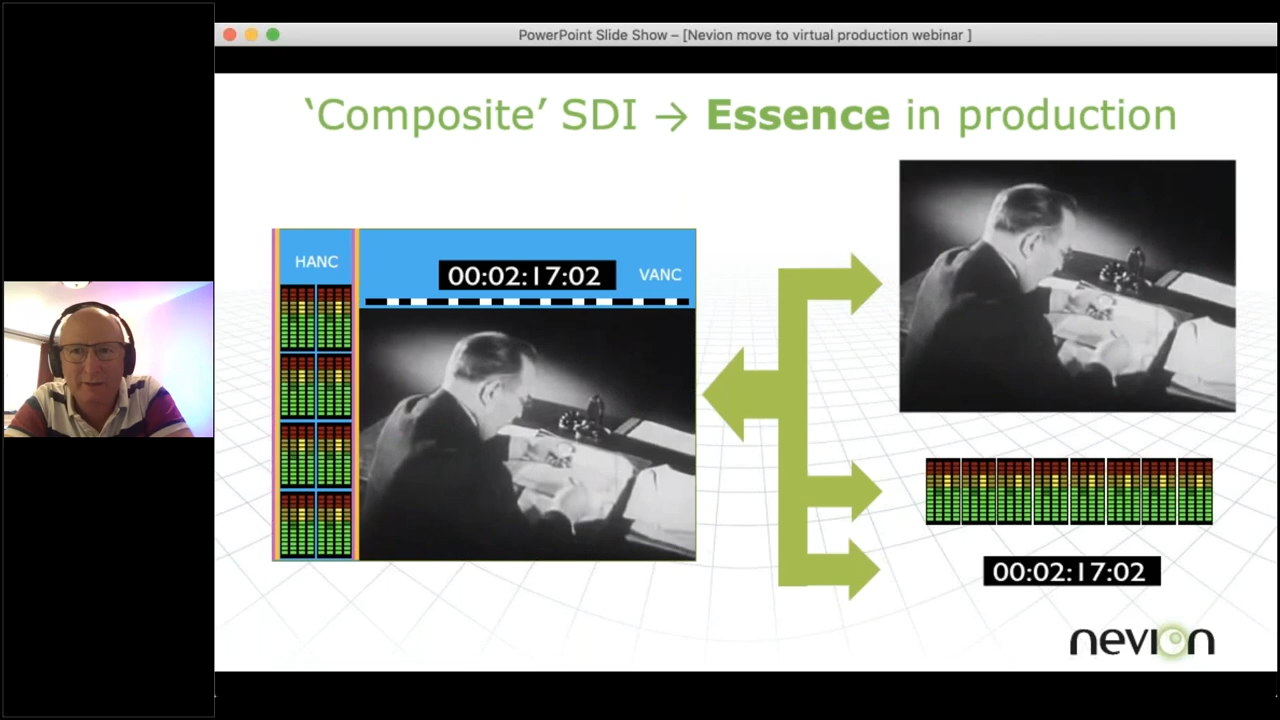 PowerPoint Slide Show – [Nevion move to virtual production webinar ]
‘Composite’ SDI → Essence in production
HANC
00:02:17:02
VANC
00:02:17:02
nevion